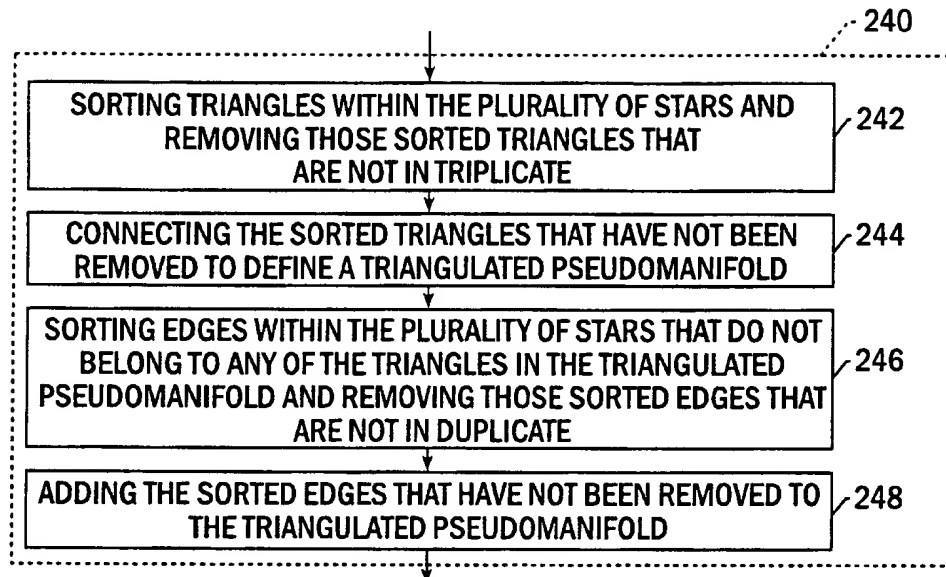 240
SORTING TRIANGLES WITHIN THE PLURALITY OF STARS AND
REMOVING THOSE SORTED TRIANGLES THAT
ARE NOT IN TRIPLICATE
242
CONNECTING THE SORTED TRIANGLES THAT HAVE NOT BEEN
REMOVED TO DEFINE A TRIANGULATED PSEUDOMANIFOLD
244
SORTING EDGES WITHIN THE PLURALITY OF STARS THAT DO NOT
BELONG TO ANY OF THE TRIANGLES IN THE TRIANGULATED
PSEUDOMANIFOLD AND REMOVING THOSE SORTED EDGES THAT
ARE NOT IN DUPLICATE
246
ADDING THE SORTED EDGES THAT HAVE NOT BEEN REMOVED TO
THE TRIANGULATED PSEUDOMANIFOLD
248